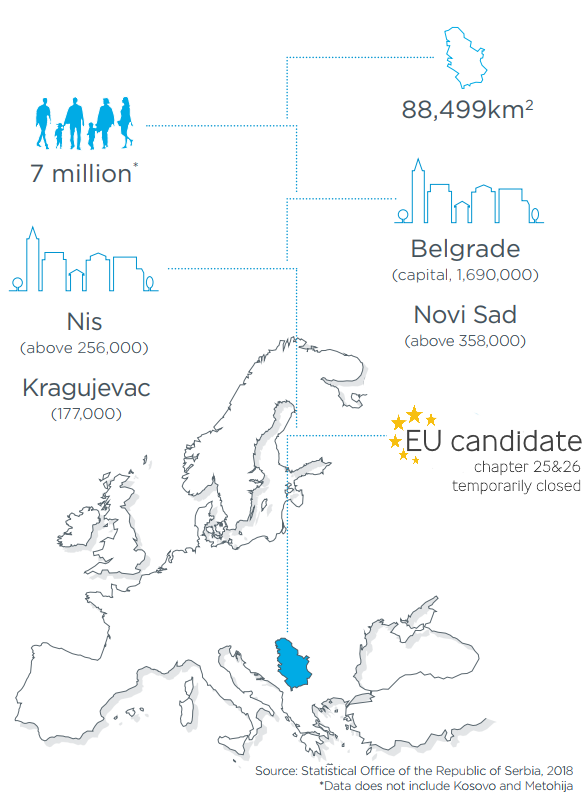 88,499km²
7 million*
Belgrade
(capital, 1,690,000)
Nis
(above 256,000)
Novi Sad
(above 358,000)
Kragujevac
(177,000)
EU candidate
chapter 25&26
temporarily closed
Source: Statistical Office of the Republic of Serbia, 2018
*Data does not include Kosovo and Metohija